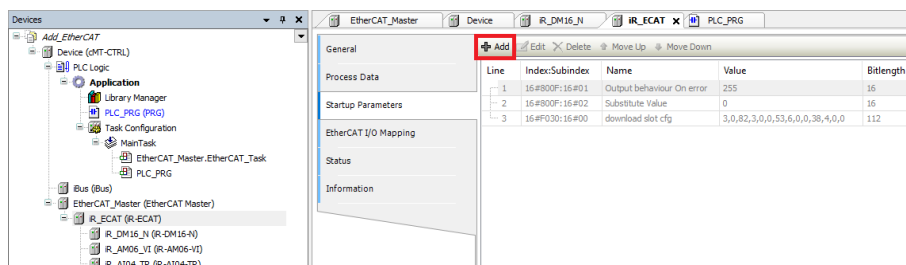 Devices
Add_EtherCAT
Device (cMT-CTRL)
PLC Logic
Application
Library Manager
PLC_PRG (PRG)
Task Configuration
MainTask
EtherCAT_Master.EtherCAT_Task
PLC_PRG
iBus (iBus)
EtherCAT_Master (EtherCAT Master)
iR_ECAT (iR-ECAT)
iR_DM16_N (iR-DM16-N)
iR_AM06_VI (iR-AM06-VI)
iR_AI04_TR (iR-AI04-TR)
EtherCAT_Master Device iR_DM16_N iR_ECAT X PLC_PRG
General
Process Data
Startup Parameters
EtherCAT I/O Mapping
Status
Information
Add Edit Delete Move Up Move Down
Line Index:Subindex Name Value Bitlength
1 16#800F:16#01 Output behaviour On error 255 16
2 16#800F:16#02 Substitute Value 0 16
3 16#F030:16#00 download slot cfg 3,0,82,3,0,0,53,6,0,0,38,4,0,0 112